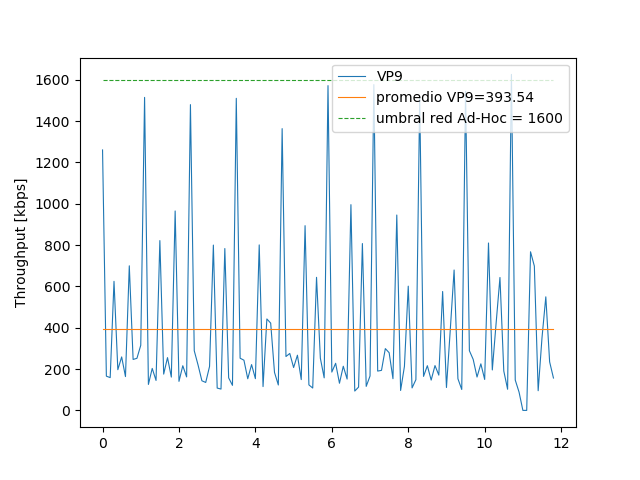 VP9
promedio VP9=393.54
umbral red Ad-Hoc = 1600
Throughput [kbps]
1600
1400
1200
1000
800
600
400
200
0
0 2 4 6 8 10 12